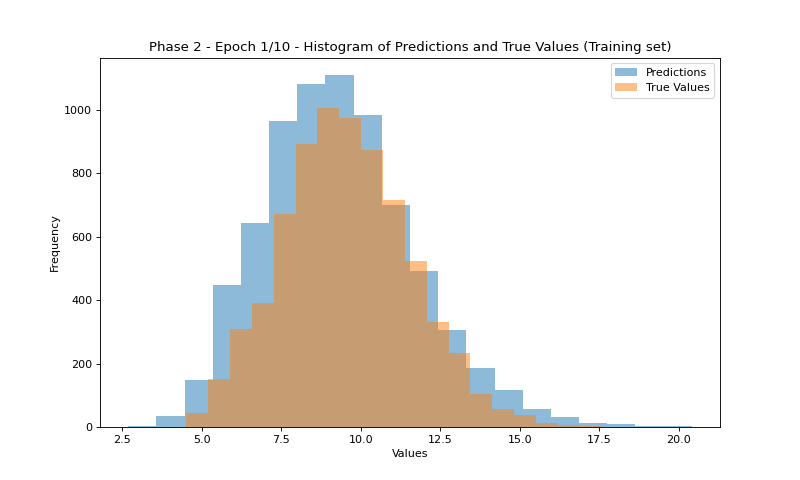 Phase 2 - Epoch 1/10 - Histogram of Predictions and True Values (Training set)
Predictions
True Values
1000
800
600
400
200
0
Frequency
2.5 5.0 7.5 10.0 12.5 15.0 17.5 20.0
Values